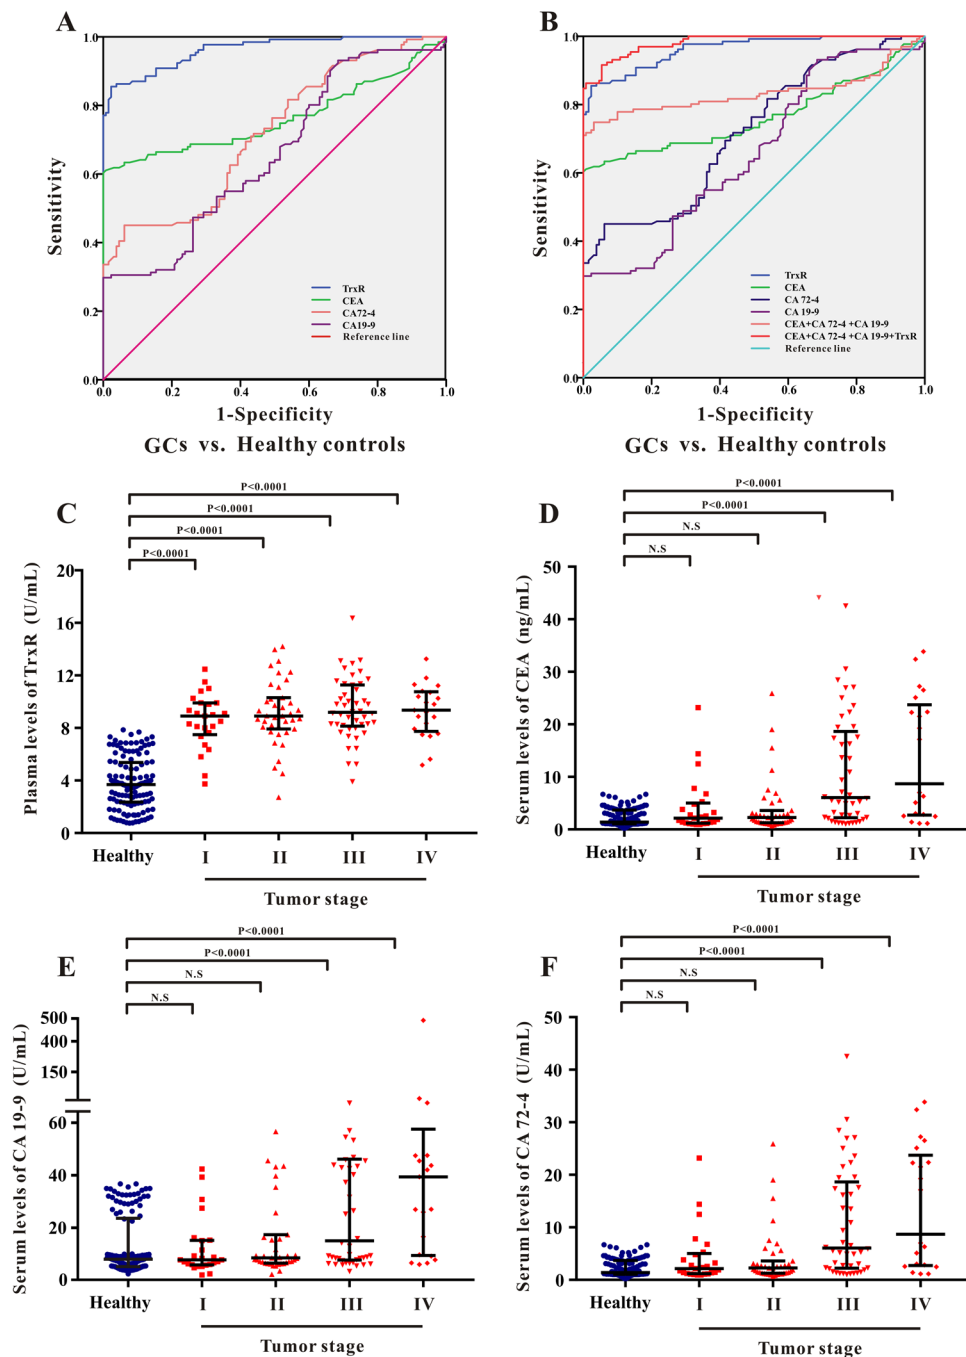 A
1.0
0.8
0.6
0.4
0.2
0.0
0.0
0.2
0.4
0.6
0.8
1.0
Sensitivity
1-Specificity
GCs vs. Healthy controls
TrxR
CEA
CA72-4
CA19-9
Reference line
B
1.0
0.8
0.6
0.4
0.2
0.0
0.0
0.2
0.4
0.6
0.8
1.0
Sensitivity
1-Specificity
GCs vs. Healthy controls
TrxR
CEA
CA 72-4
CA 19-9
CEA+CA 72-4 +CA 19-9
CEA+CA 72-4 +CA 19-9+TrxR
Reference line
C
P<0.0001
P<0.0001
P<0.0001
P<0.0001
Plasma levels of TrxR (U/mL)
20
16
12
8
4
0
Healthy
I
II
III
IV
Tumor stage
D
P<0.0001
P<0.0001
N.S
N.S
Serum levels of CEA (ng/mL)
50
40
30
20
10
0
Healthy
I
II
III
IV
Tumor stage
E
P<0.0001
P<0.0001
N.S
N.S
Serum levels of CA 19-9 (U/mL)
500
400
150
60
40
20
0
Healthy
I
II
III
IV
Tumor stage
F
P<0.0001
P<0.0001
N.S
N.S
Serum levels of CA 72-4 (U/mL)
50
40
30
20
10
0
Healthy
I
II
III
IV
Tumor stage